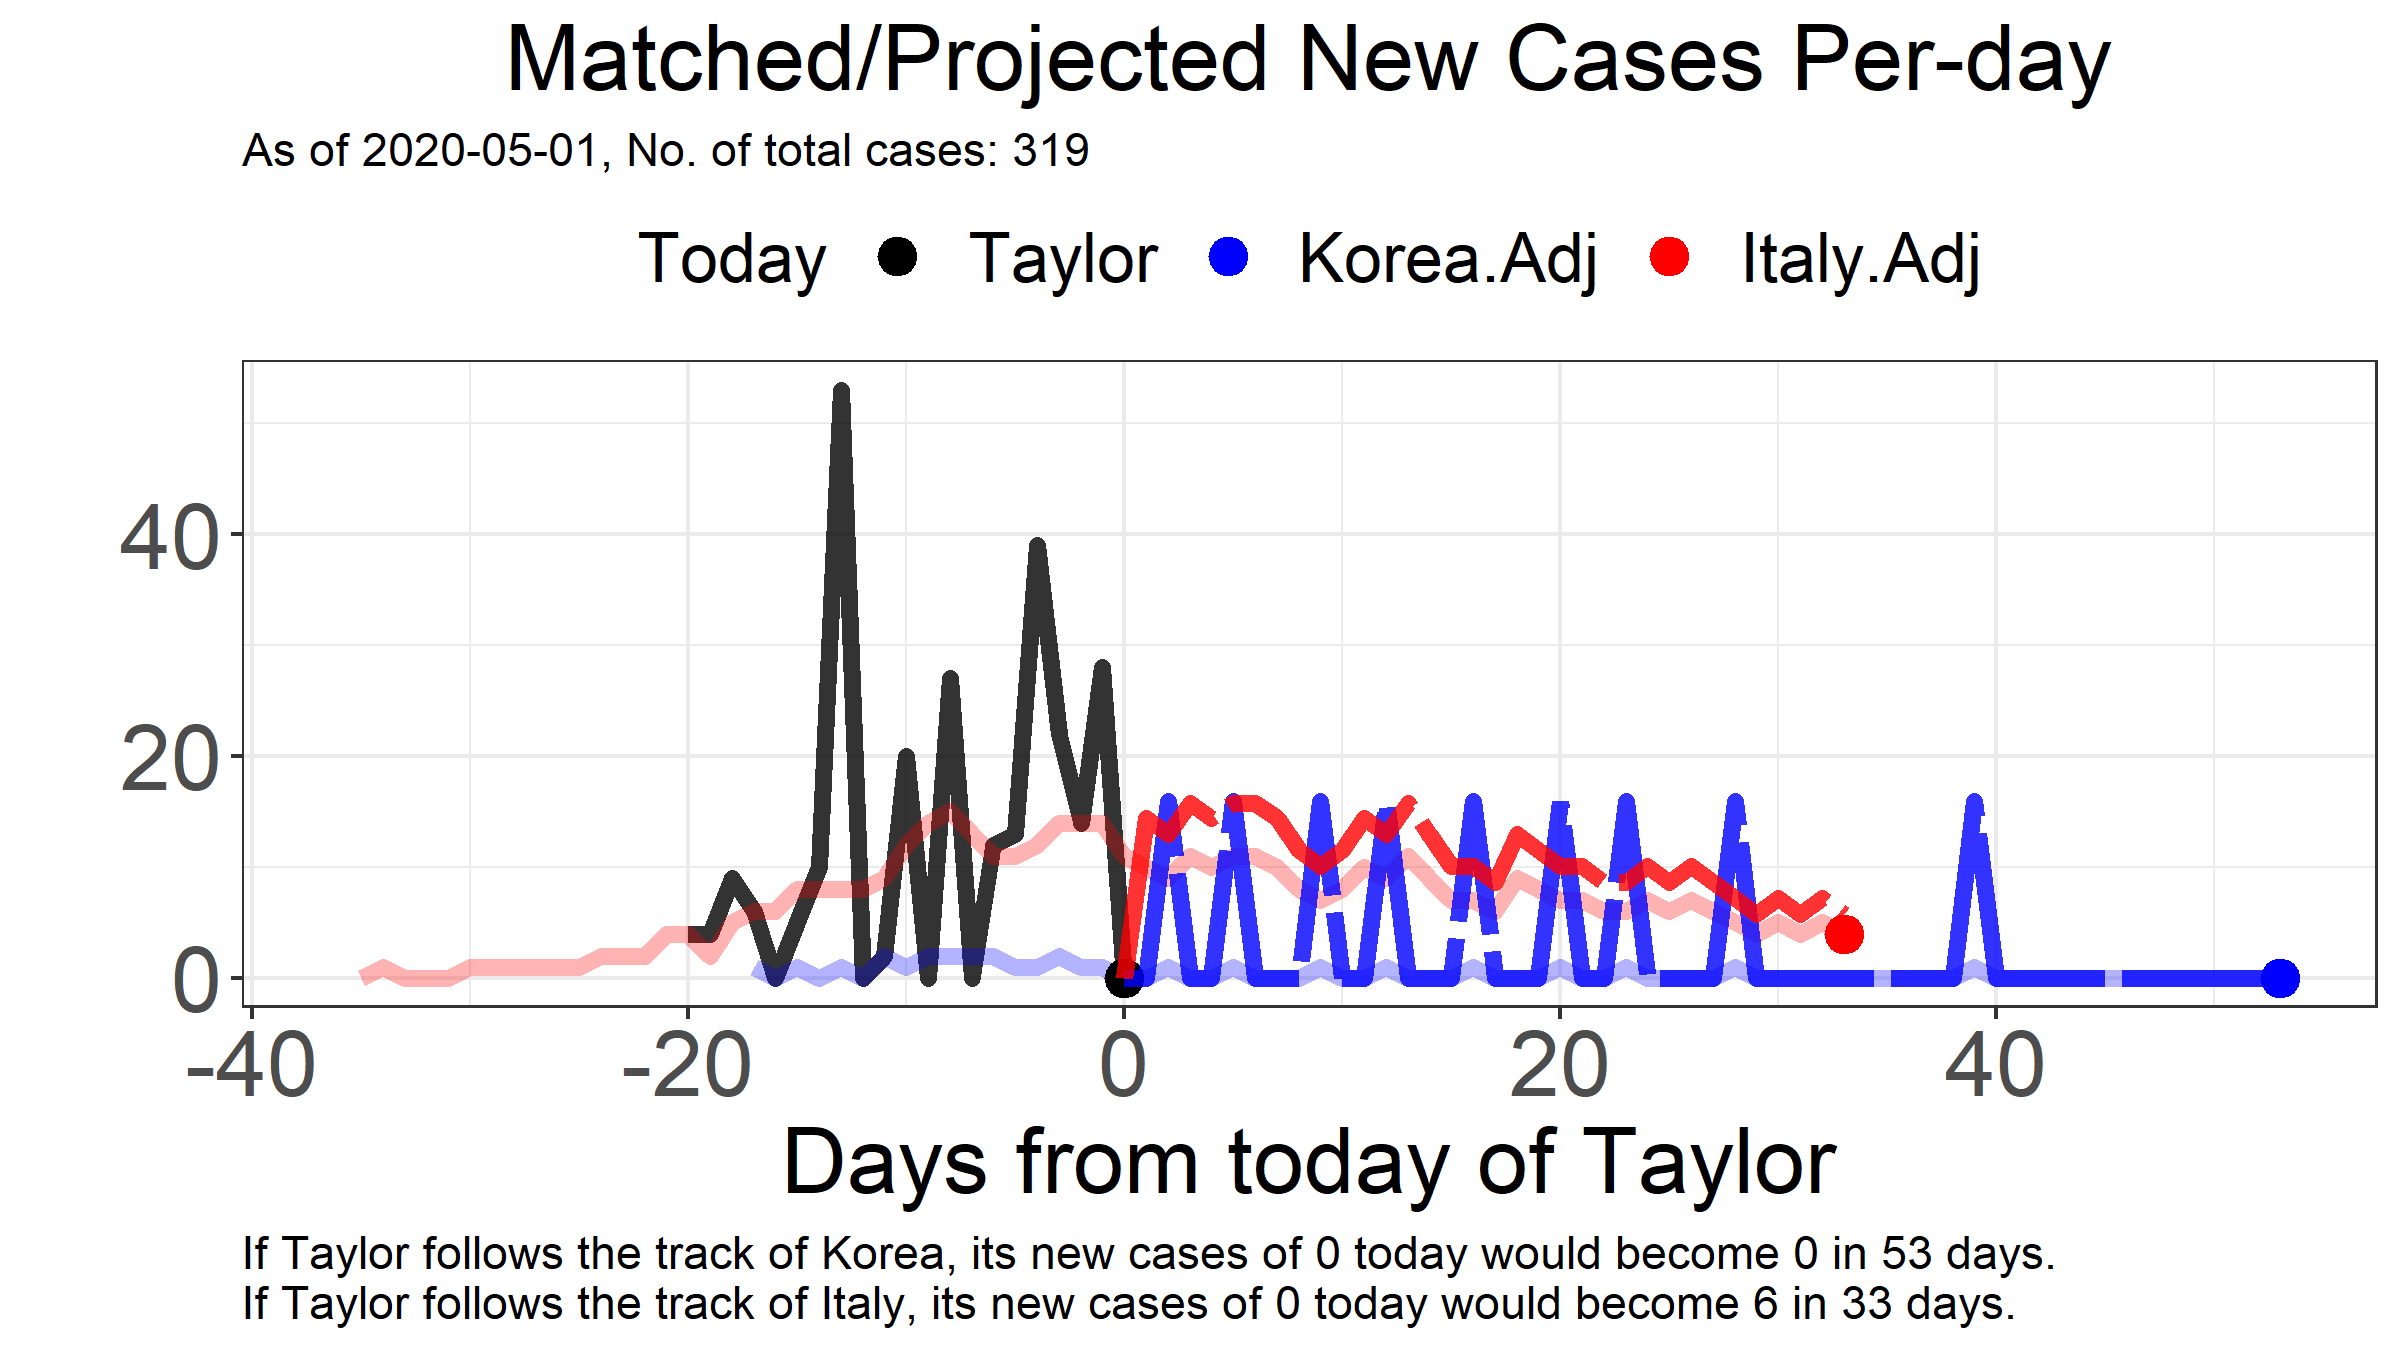 Matched/Projected New Cases Per-day
As of 2020-05-01, No. of total cases: 319
Today Taylor Korea.Adj Italy.Adj
40
20
0
-40 -20 0 20 40
Days from today of Taylor
If Taylor follows the track of Korea, its new cases of 0 today would become 0 in 53 days.
If Taylor follows the track of Italy, its new cases of 0 today would become 6 in 33 days.